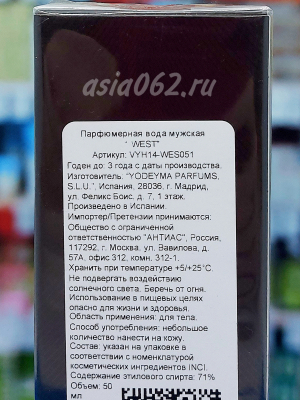 asia062.ru
Парфюмерная вода мужская
" WEST"
Артикул: VYH14-WES051
Годен до: 3 года с даты производства.
Изготовитель: "YODEYMA PARFUMS,
S.L.U.", Испания, 28036, г. Мадрид,
ул. Феликс Боис, д. 7, 1 этаж.
Произведено в Испании.
Импортер/Претензии принимаются:
Общество с ограниченной
ответственностью "АНТИАС", Россия,
117292, г. Москва, ул. Вавилова, д.
57А, офис 312, комн. 312-1.
Хранить при температуре +5/+25°С.
Не подвергать воздействию
солнечного света. Беречь от огня.
Использование в пищевых целях
опасно для жизни и здоровья.
Область применения: для тела.
Способ употребления: небольшое
количество нанести на кожу.
Состав: указан на упаковке в
соответствии с номенклатурой
косметических ингредиентов INCI.
Содержание этилового спирта: 71%
Объем: 50
мл